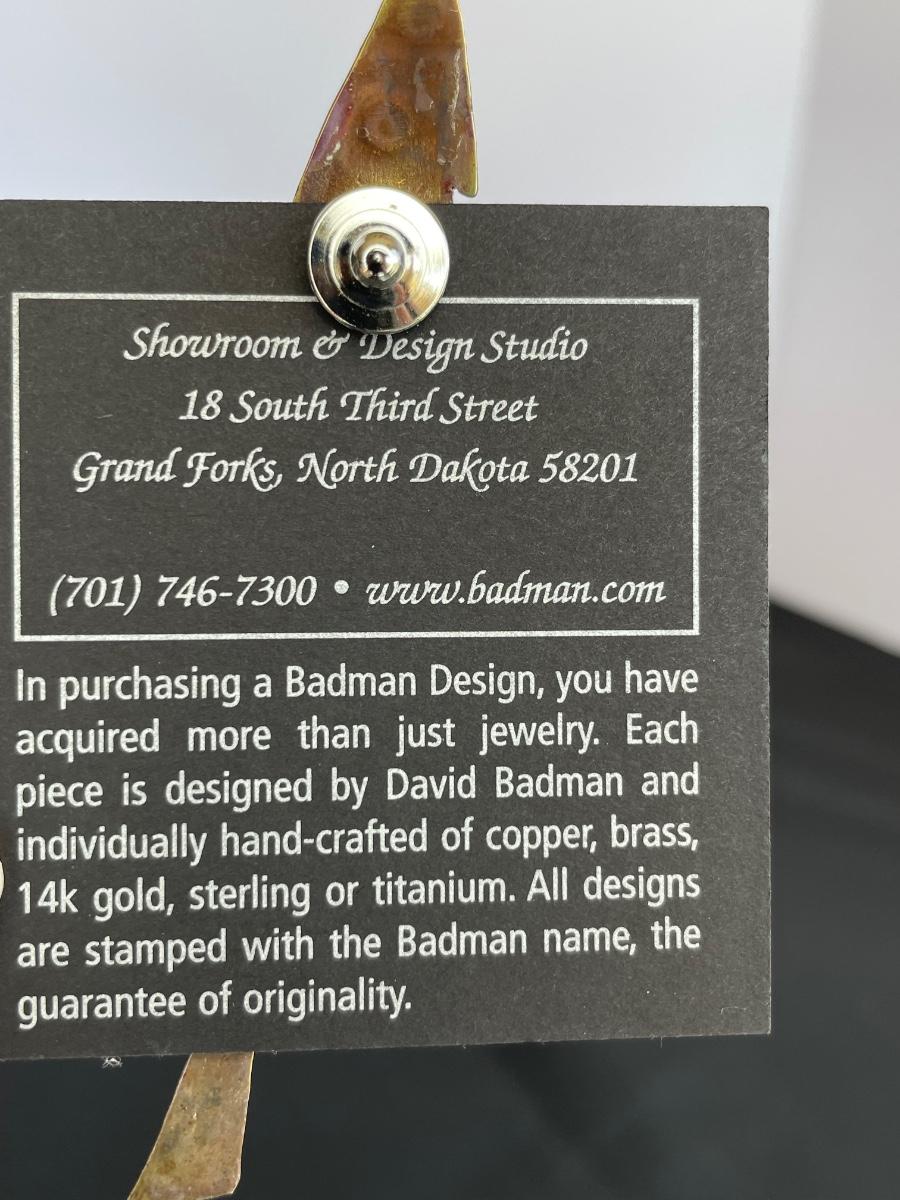 Showroom & Design Studio
18 South Third Street
Grand Forks, North Dakota 58201
(701) 746-7300 • www.badman.com
In purchasing a Badman Design, you have
acquired more than just jewelry. Each
piece is designed by David Badman and
individually hand-crafted of copper, brass,
14k gold, sterling or titanium. All designs
are stamped with the Badman name, the
guarantee of originality.